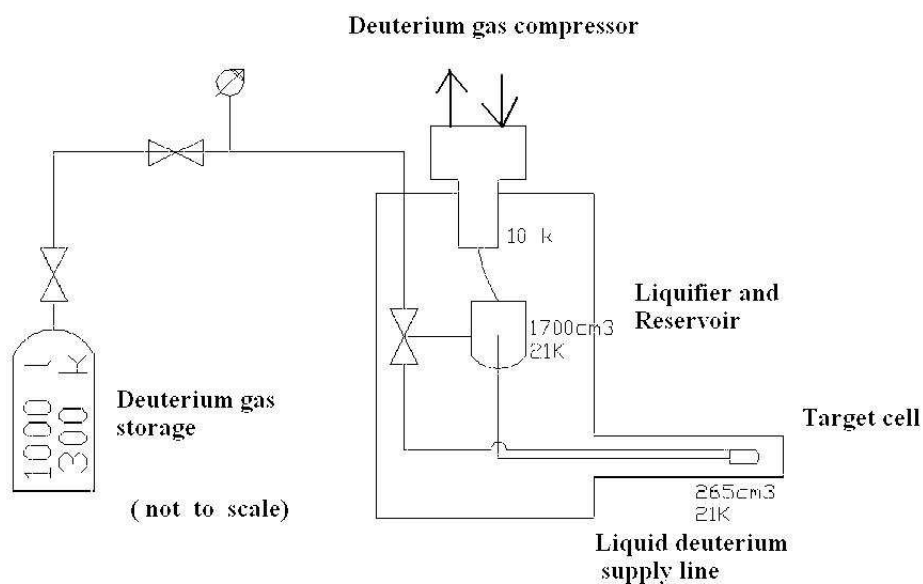 Deuterium gas compressor
10 k
Liquifier and
Reservoir
1700cm3
21K
1000 l
300 k
Deuterium gas
storage
Target cell
265cm3
21K
( not to scale)
Liquid deuterium
supply line